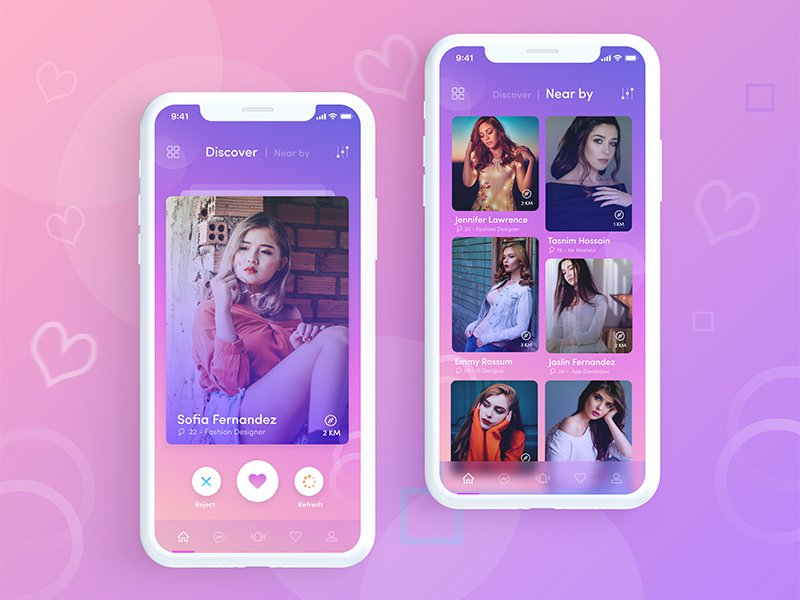 9:41
Discover | Near by
Sofia Fernandez
22 - Fashion Designer
2 KM
Reject
Refresh
9:41
Discover | Near by
2 KM
Jennifer Lawrence
23 - Fashion Designer
1 KM
Tasnim Hossain
19 - Air Hostess
3 KM
Emmy Rossum
Ui Designer
2 KM
Jaslin Fernandez
24 - App Developer